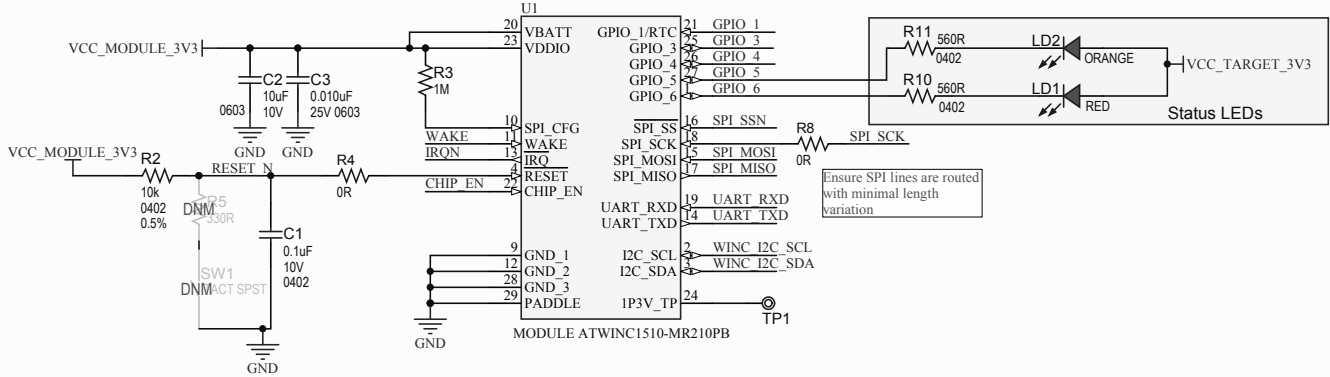 U1
VCC_MODULE_3V3
20
VBATT
23
VDDIO
GPIO_1/RTC
21
GPIO_1
GPIO_3
25
GPIO_3
GPIO_4
26
GPIO_4
GPIO_5
27
GPIO_5
GPIO_6
1
GPIO_6
R11
560R
0402
LD2
ORANGE
R10
560R
0402
LD1
RED
VCC_TARGET_3V3
Status LEDs
C2
10uF
10V
0603
C3
0.010uF
25V 0603
GND
GND
R3
1M
10
SPI_CFG
WAKE
11
WAKE
IRQN
13
IRQ
4
RESET
CHIP_EN
22
CHIP_EN
SPI_SS
16
SPI_SSN
SPI_SCK
18
R8
0R
SPI_SCK
SPI_MOSI
15
SPI_MOSI
SPI_MISO
17
SPI_MISO
Ensure SPI lines are routed
with minimal length
variation
VCC_MODULE_3V3
R2
10k
0402
0.5%
RESET_N
R4
0R
R5
DNM
330R
C1
0.1uF
10V
0402
SW1
DNM
TACT SPST
GND
UART_RXD
19
UART_RXD
UART_TXD
14
UART_TXD
I2C_SCL
2
WINC_I2C_SCL
I2C_SDA
3
WINC_I2C_SDA
9
GND_1
12
GND_2
28
GND_3
29
PADDLE
GND
1P3V_TP
24
TP1
MODULE ATWINC1510-MR210PB